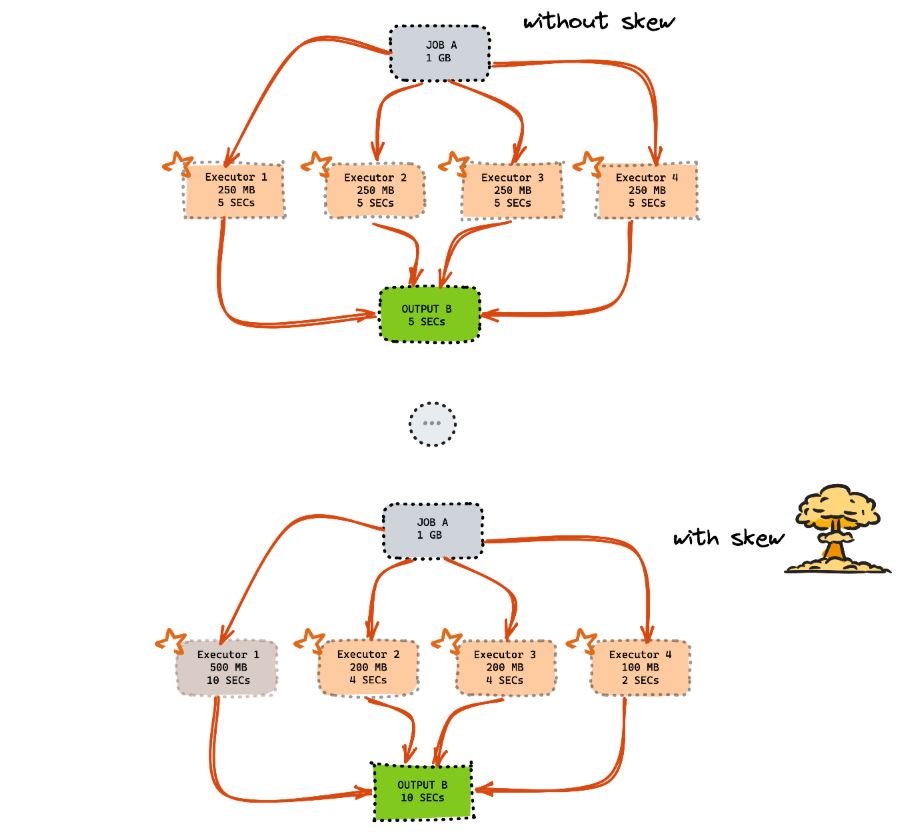 without skew
JOB A
1 GB
Executor 1
250 MB
5 SECs
Executor 2
250 MB
5 SECs
Executor 3
250 MB
5 SECs
Executor 4
250 MB
5 SECs
OUTPUT B
5 SECs
...
JOB A
1 GB
with skew
Executor 1
500 MB
10 SECs
Executor 2
200 MB
4 SECs
Executor 3
200 MB
4 SECs
Executor 4
100 MB
2 SECs
OUTPUT B
10 SECs